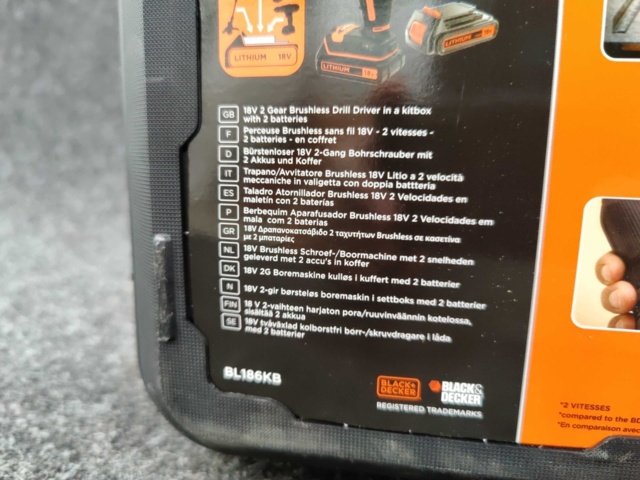 LITHIUM 18V
LITHIUM 18V
LITHIUM 18V
GB 18V 2 Gear Brushless Drill Driver in a kitbox
with 2 batteries
F Perceuse Brushless sans fil 18V - 2 vitesses -
2 batteries - en coffret
D Bürstenloser 18V 2-Gang Bohrschrauber mit
2 Akkus und Koffer
IT Trapano/Avvitatore Brushless 18V Litio a 2 velocità
meccaniche in valigetta con doppia battteria
ES Taladro Atornillador Brushless 18V 2 Velocidades en
maletín con 2 baterías
P Berbequim Aparafusador Brushless 18V 2 Velocidades em
mala com 2 baterias
GR 18V Δραπανοκατσάβιδο 2 ταχυτήτων Brushless σε κασετίνα
με 2 μπαταρίες
NL 18V Brushless Schroef-/Boormachine met 2 snelheden
geleverd met 2 accu's in koffer
DK 18V 2G Boremaskine kulløs i kuffert med 2 batterier
N 18V 2-gir børsteløs boremaskin i settboks med 2 batterier
FIN 18 V 2-vaihteen harjaton pora/ruuvinväännin kotelossa,
sisältää 2 akkua
SE 18V tvåväxlad kolborstfri borr-/skruvdragare i låda
med 2 batterier
BL186KB
BLACK+
DECKER
BLACK&
DECKER
REGISTERED TRADEMARKS
*2 VITESSES
*compared to the BD
*En comparaison avec